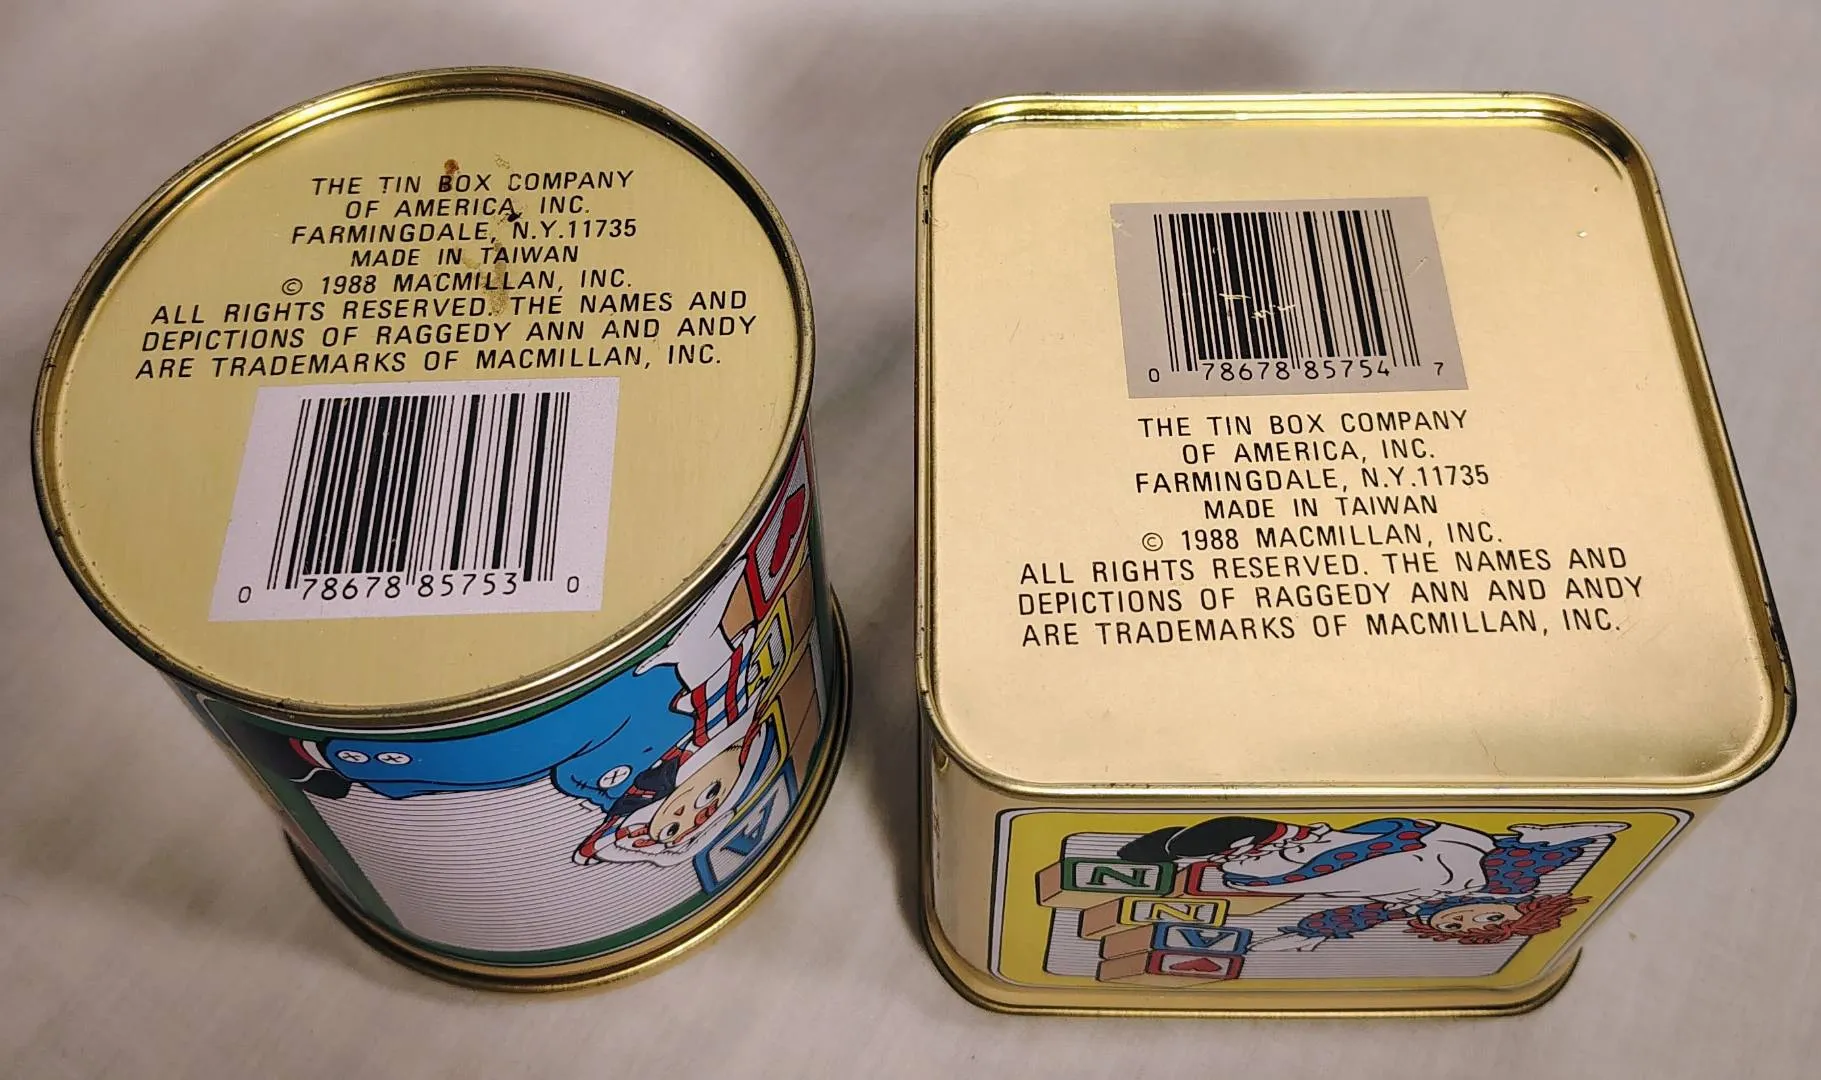 THE TIN BOX COMPANY
OF AMERICA, INC.
FARMINGDALE, N.Y.11735
MADE IN TAIWAN
© 1988 MACMILLAN, INC.
ALL RIGHTS RESERVED. THE NAMES AND
DEPICTIONS OF RAGGEDY ANN AND ANDY
ARE TRADEMARKS OF MACMILLAN, INC.
0 78678 85753 0
A
0 78678 85754 7
THE TIN BOX COMPANY
OF AMERICA, INC.
FARMINGDALE, N.Y.11735
MADE IN TAIWAN
© 1988 MACMILLAN, INC.
ALL RIGHTS RESERVED. THE NAMES AND
DEPICTIONS OF RAGGEDY ANN AND ANDY
ARE TRADEMARKS OF MACMILLAN, INC.
N
N
A